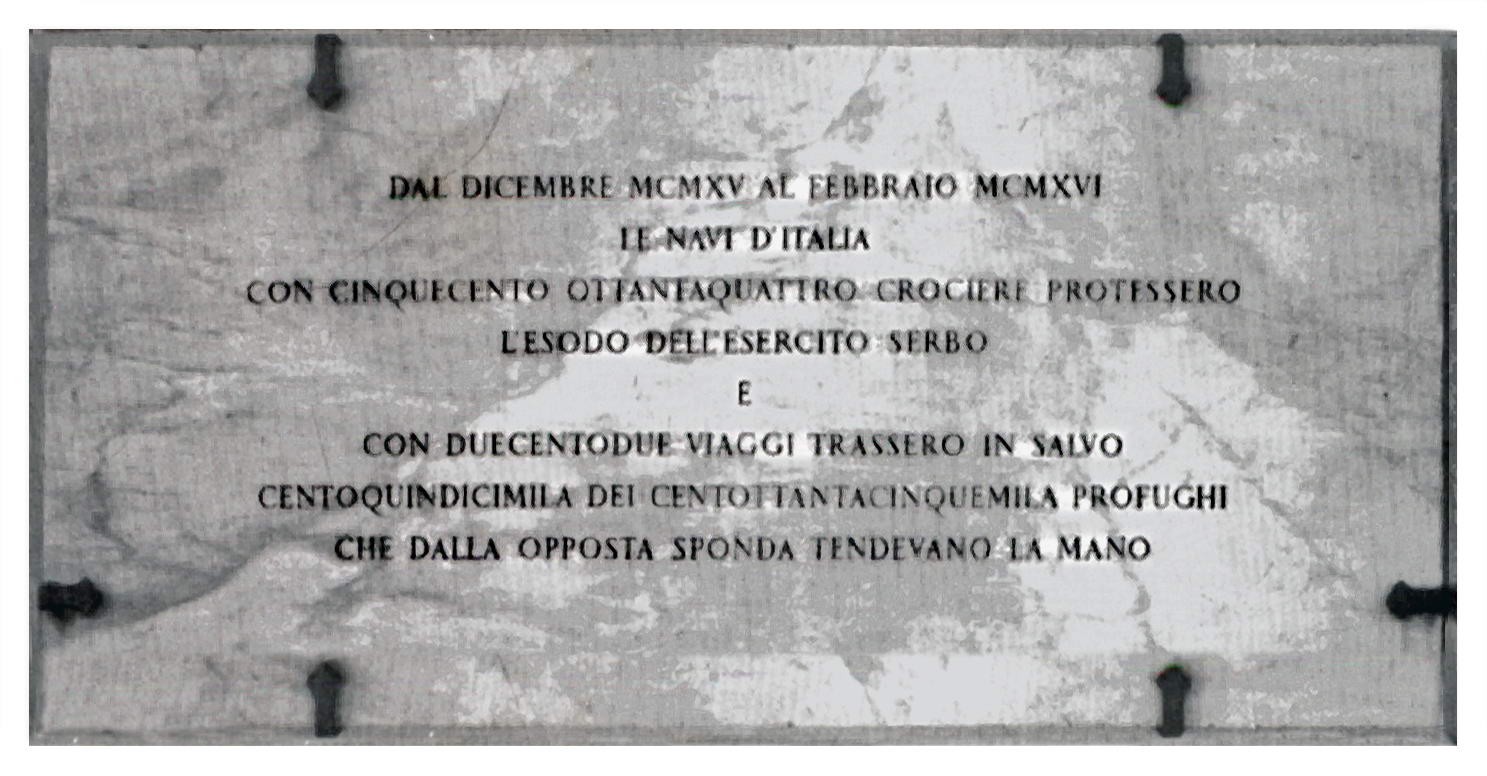 DAL DICEMBRE MCMXV AL FEBBRAIO MCMXVI
LE NAVI D'ITALIA
CON CINQUECENTO OTTANTAQUATTRO CROCIERE PROTESSERO
L'ESODO DELL'ESERCITO SERBO
E
CON DUECENTODUE VIAGGI TRASSERO IN SALVO
CENTOQUINDICIMILA DEI CENTOTTANTACINQUEMILA PROFUGHI
CHE DALLA OPPOSTA SPONDA TENDEVANO LA MANO